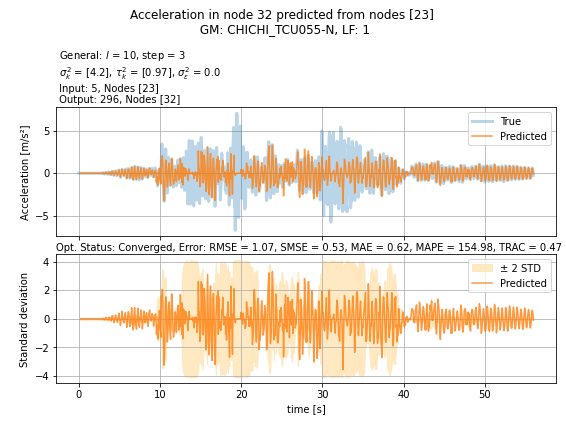 Acceleration in node 32 predicted from nodes [23]
GM: CHICHI_TCU055-N, LF: 1
General: l = 10, step = 3
σ²ₖ = [4.2], τ²ₖ = [0.97], σ²ε = 0.0
Input: 5, Nodes [23]
Output: 296, Nodes [32]
True
Predicted
5
0
−5
Acceleration [m/s²]
Opt. Status: Converged, Error: RMSE = 1.07, SMSE = 0.53, MAE = 0.62, MAPE = 154.98, TRAC = 0.47
± 2 STD
Predicted
4
2
0
−2
−4
Standard deviation
0 10 20 30 40 50
time [s]